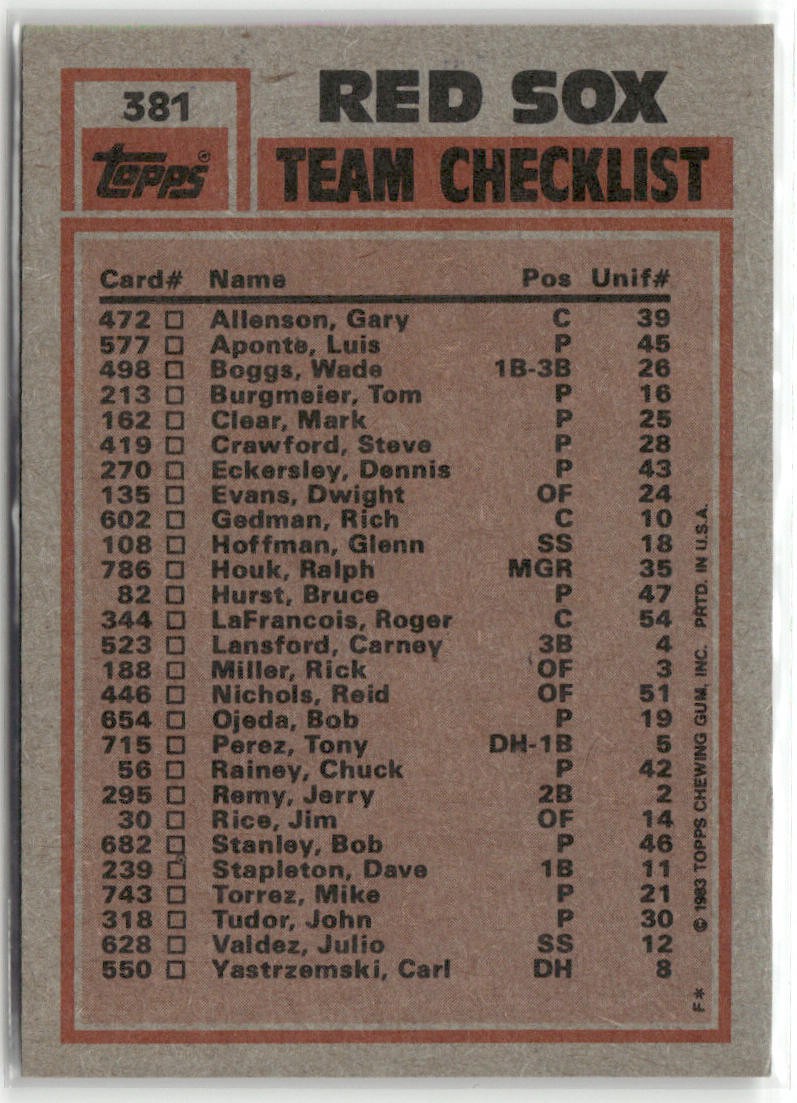 381
RED SOX
Topps®
TEAM CHECKLIST
Card# Name Pos Unif#
472 □ Allenson, Gary C 39
577 □ Aponte, Luis P 45
498 □ Boggs, Wade 1B-3B 26
213 □ Burgmeier, Tom P 16
162 □ Clear, Mark P 25
419 □ Crawford, Steve P 28
270 □ Eckersley, Dennis P 43
135 □ Evans, Dwight OF 24
602 □ Gedman, Rich C 10
108 □ Hoffman, Glenn SS 18
786 □ Houk, Ralph MGR 35
82 □ Hurst, Bruce P 47
344 □ LaFrancois, Roger C 54
523 □ Lansford, Carney 3B 4
188 □ Miller, Rick OF 3
446 □ Nichols, Reid OF 51
654 □ Ojeda, Bob P 19
715 □ Perez, Tony DH-1B 5
56 □ Rainey, Chuck P 42
295 □ Remy, Jerry 2B 2
30 □ Rice, Jim OF 14
682 □ Stanley, Bob P 46
239 □ Stapleton, Dave 1B 11
743 □ Torrez, Mike P 21
318 □ Tudor, John P 30
628 □ Valdez, Julio SS 12
550 □ Yastrzemski, Carl DH 8
F* © 1983 TOPPS CHEWING GUM, INC. PRTD. IN U.S.A.